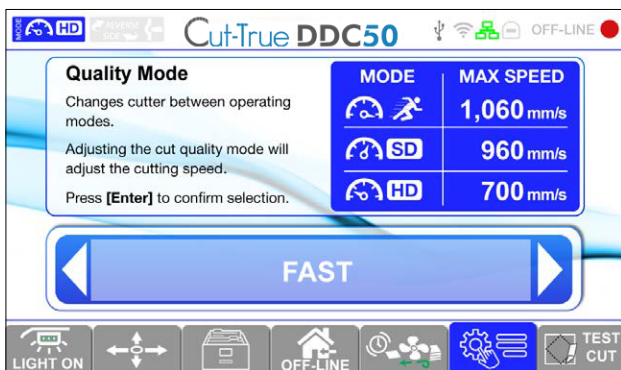 MODE HD REVERSE SIDE Cut-True DDC50 OFF-LINE
Quality Mode
Changes cutter between operating
modes.
Adjusting the cut quality mode will
adjust the cutting speed.
Press [Enter] to confirm selection.
MODE MAX SPEED
1,060 mm/s
SD 960 mm/s
HD 700 mm/s
FAST
LIGHT ON
OFF-LINE
TEST
CUT